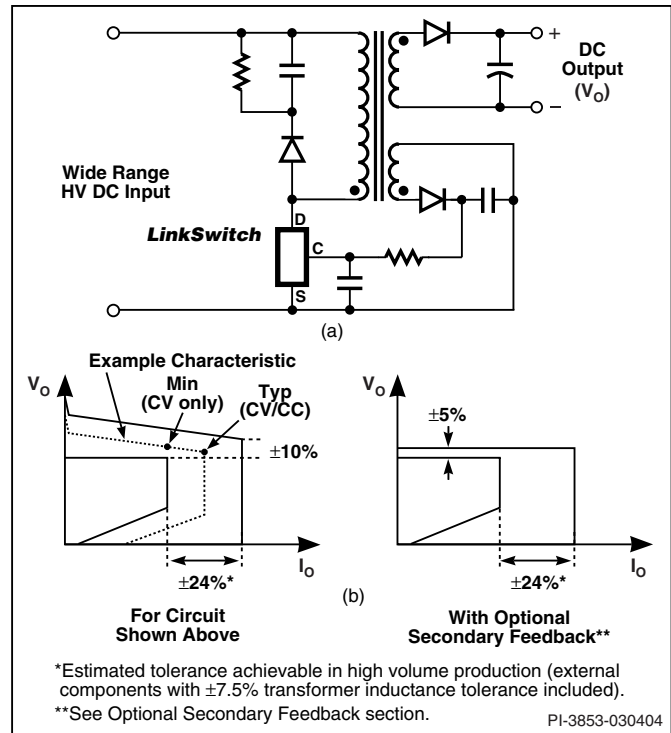 +
DC
Output
(VO)
−
Wide Range
HV DC Input
LinkSwitch
D
C
S
(a)
Example Characteristic
VO
Min
(CV only)
Typ
(CV/CC)
±10%
IO
±24%*
For Circuit
Shown Above
(b)
VO
±5%
IO
±24%*
With Optional
Secondary Feedback**
*Estimated tolerance achievable in high volume production (external
components with ±7.5% transformer inductance tolerance included).
**See Optional Secondary Feedback section.
PI-3853-030404